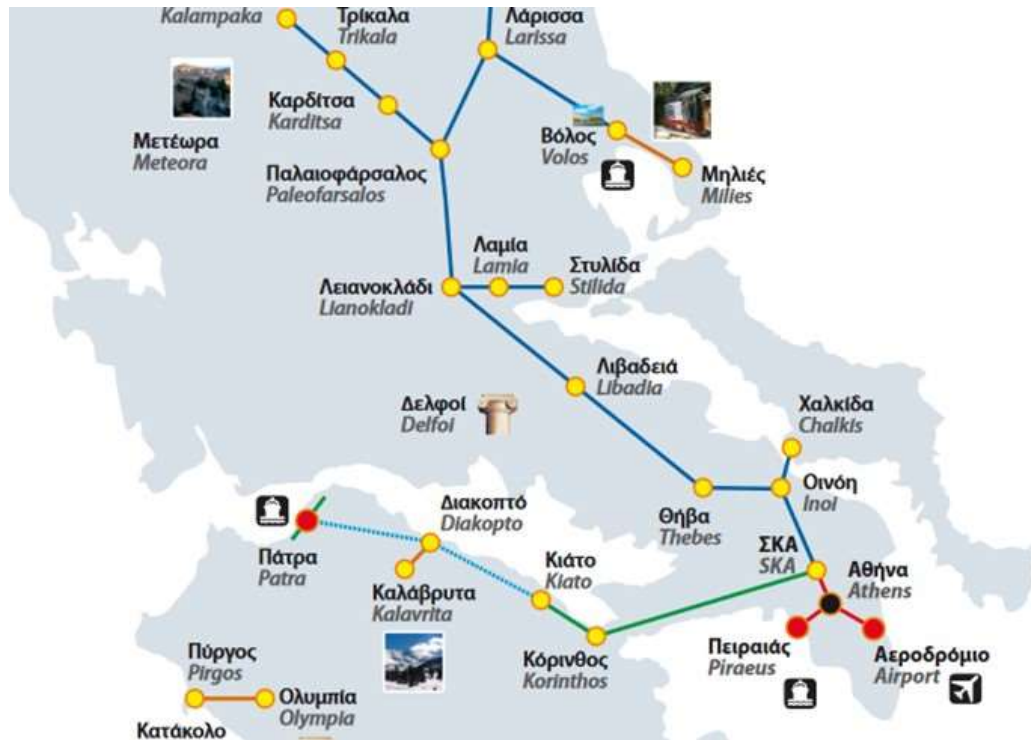 Kalampaka
Τρίκαλα
Trikala
Λάρισσα
Larissa
Καρδίτσα
Karditsa
Μετέωρα
Meteora
Βόλος
Volos
Παλαιοφάρσαλος
Paleofarsalos
Μηλιές
Milies
Λαμία
Lamia
Στυλίδα
Stilida
Λειανοκλάδι
Lianokladi
Λιβαδειά
Libadia
Δελφοί
Delfoi
Χαλκίδα
Chalkis
Οινόη
Inoi
Θήβα
Thebes
Διακοπτό
Diakopto
Πάτρα
Patra
ΣΚΑ
SKA
Κιάτο
Kiato
Αθήνα
Athens
Καλάβρυτα
Kalavrita
Πύργος
Pirgos
Κόρινθος
Korinthos
Πειραιάς
Piraeus
Αεροδρόμιο
Airport
Ολυμπία
Olympia
Κατάκολο